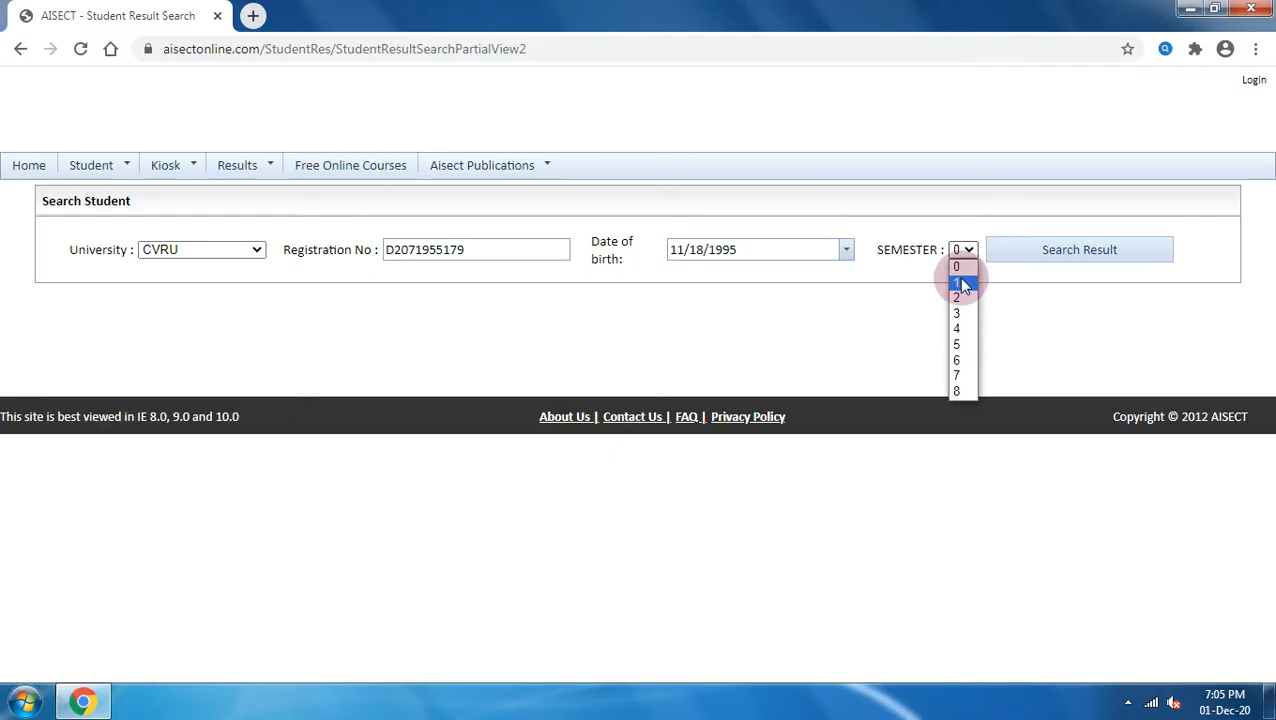 AISECT - Student Result Search
aisectonline.com/StudentRes/StudentResultSearchPartialView2
Login
Home Student Kiosk Results Free Online Courses Aisect Publications
Search Student
University : CVRU Registration No : D2071955179 Date of birth: 11/18/1995 SEMESTER : 0 Search Result
0
1
2
3
4
5
6
7
8
This site is best viewed in IE 8.0, 9.0 and 10.0 About Us | Contact Us | FAQ | Privacy Policy Copyright © 2012 AISECT
7:05 PM
01-Dec-20